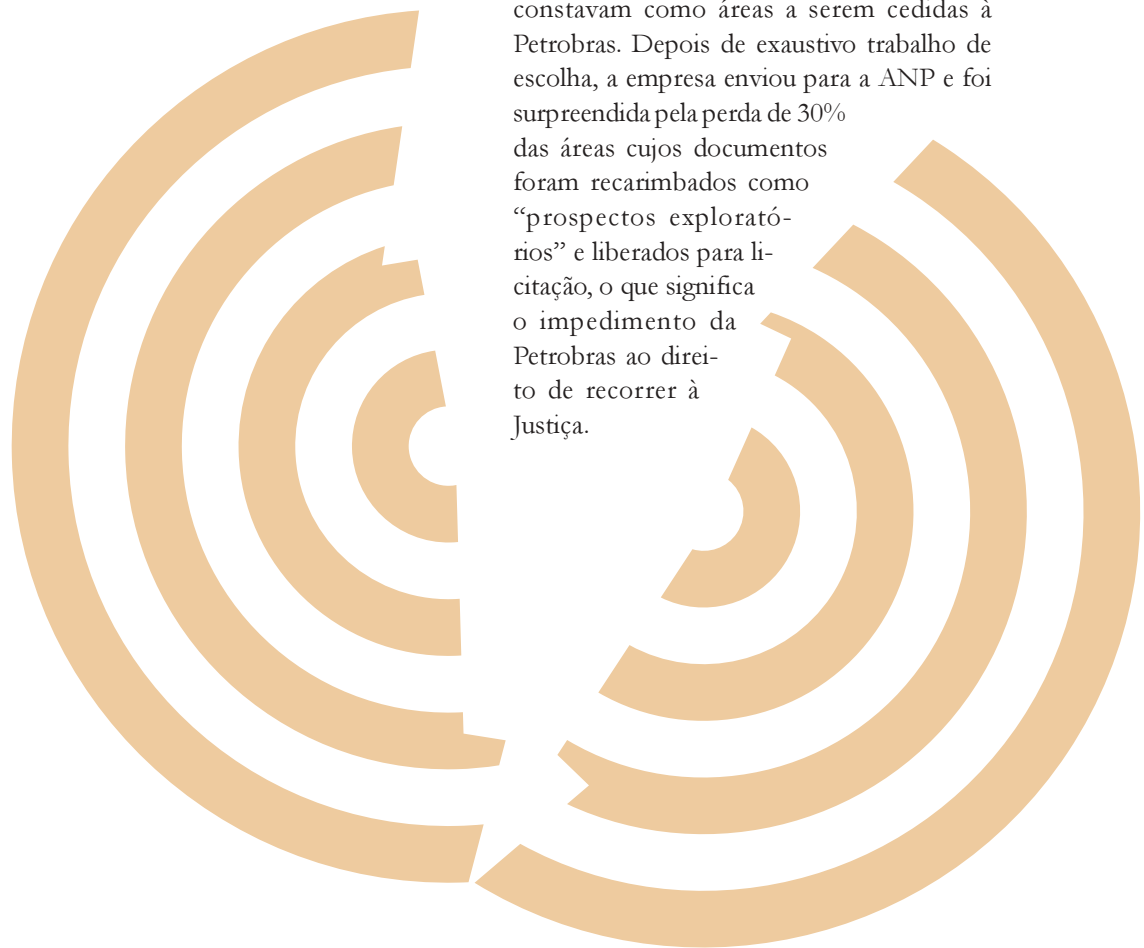 constavam como áreas a serem cedidas à
Petrobras. Depois de exaustivo trabalho de
escolha, a empresa enviou para a ANP e foi
surpreendida pela perda de 30%
das áreas cujos documentos
foram recarimbados como
“prospectos explorató-
rios” e liberados para li-
citação, o que significa
o impedimento da
Petrobras ao direi-
to de recorrer à
Justiça.